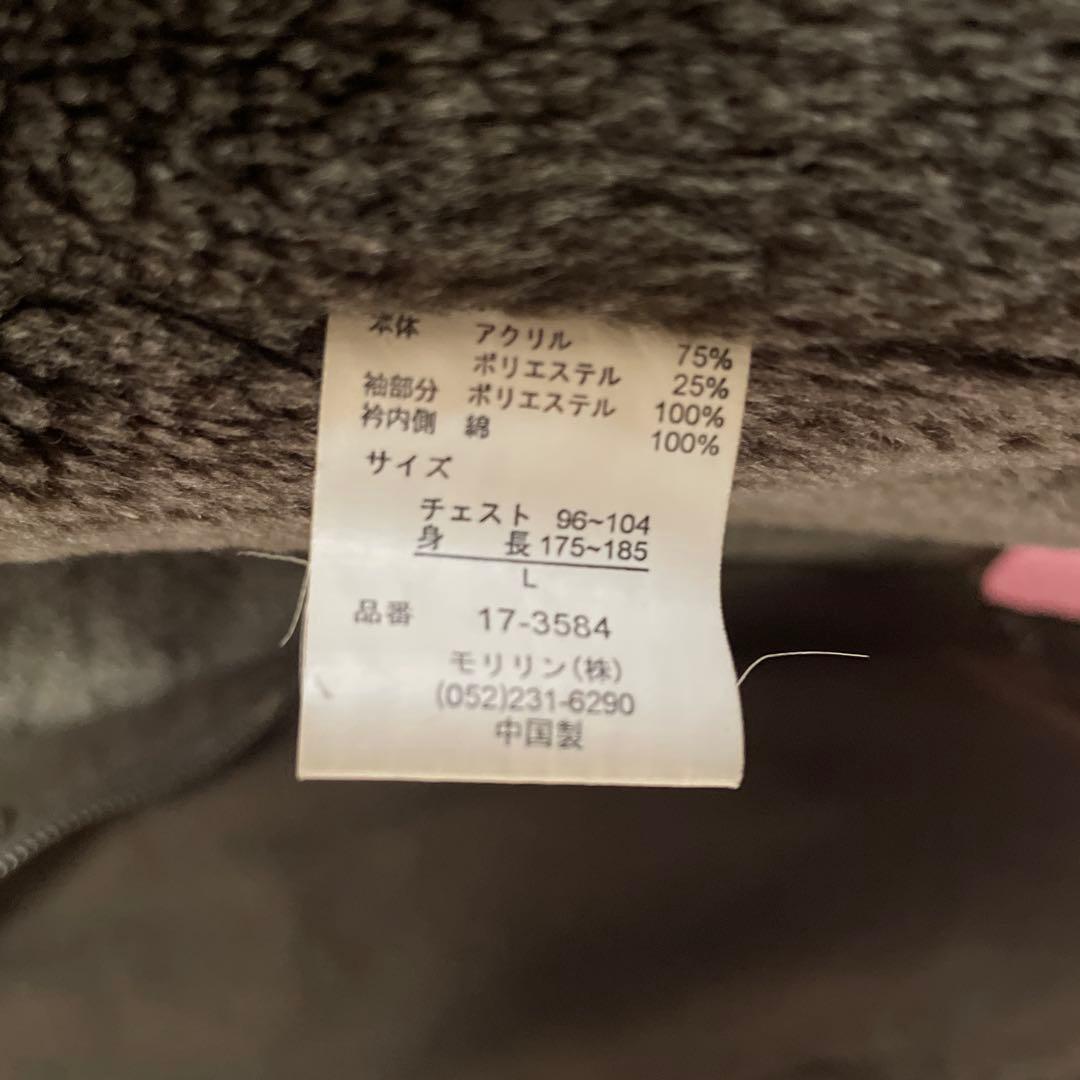 本体 アクリル 75%
ポリエステル 25%
袖部分 ポリエステル 100%
衿内側 綿 100%
サイズ
チェスト 96~104
身長 175~185
L
品番 17-3584
モリリン(株)
(052)231-6290
中国製